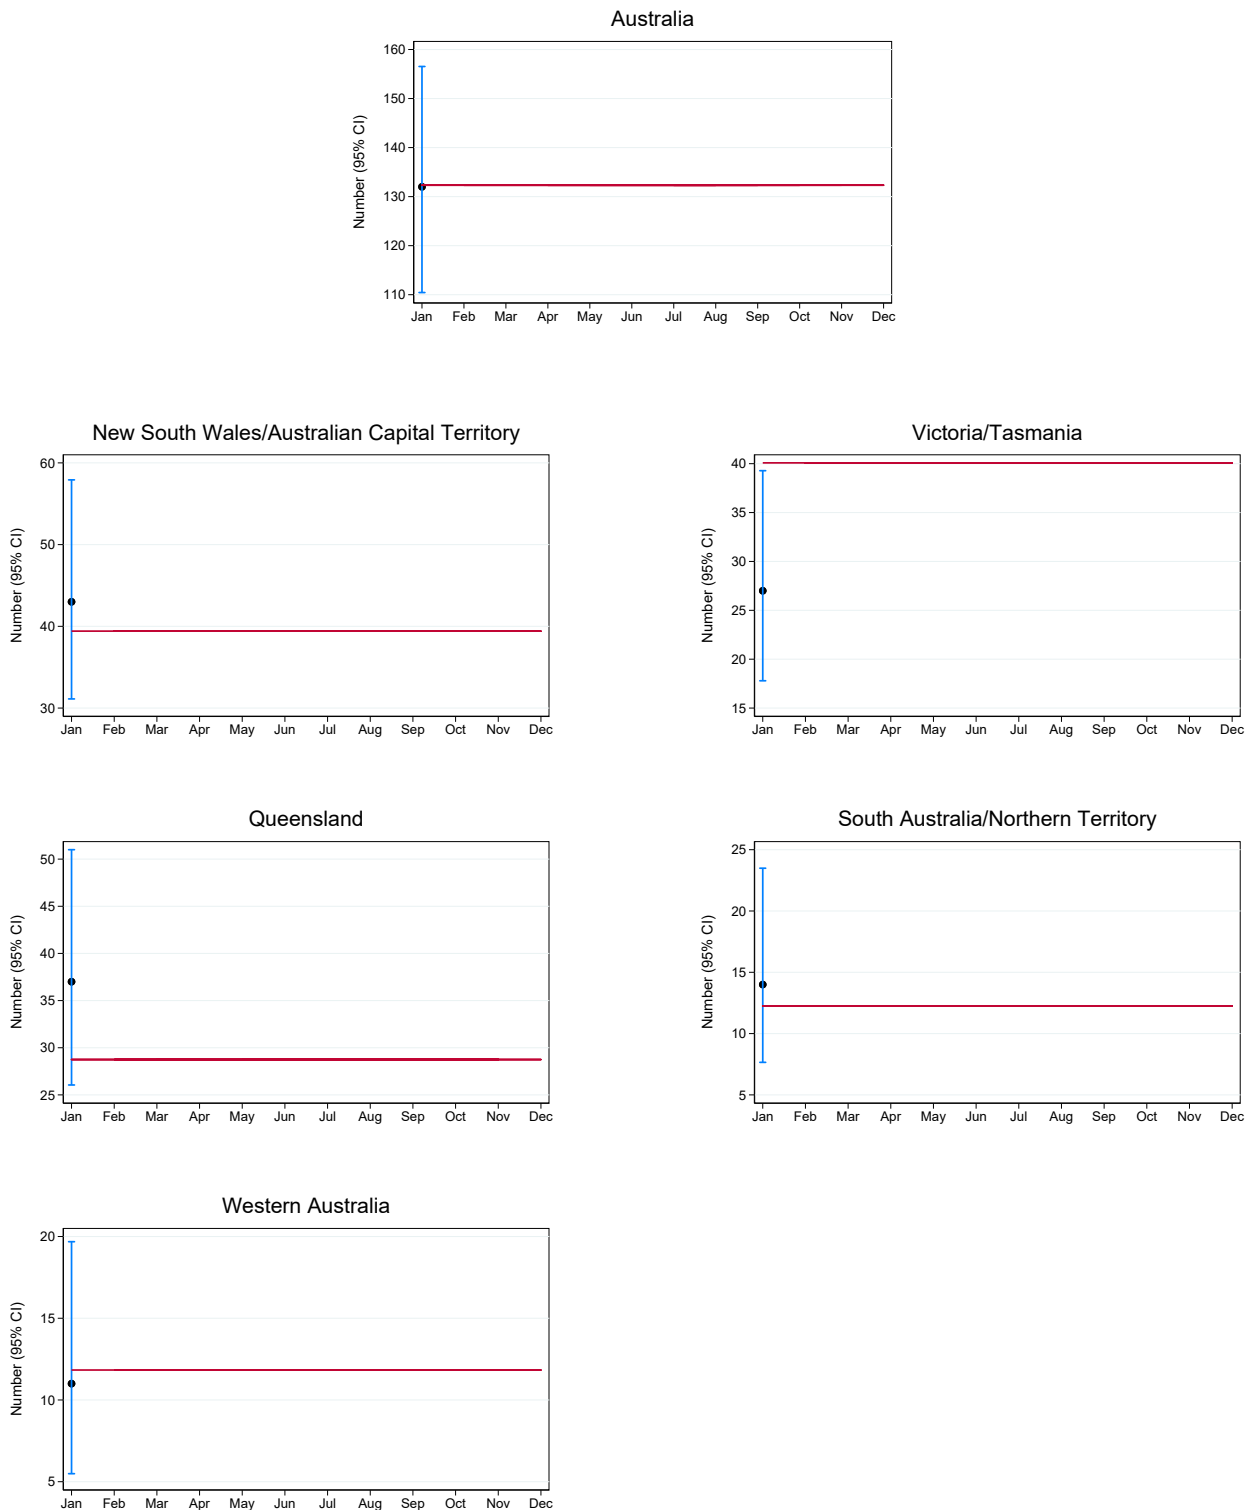 Australia
Number (95% CI)
160
150
140
130
120
110
Jan Feb Mar Apr May Jun Jul Aug Sep Oct Nov Dec
New South Wales/Australian Capital Territory
Number (95% CI)
60
50
40
30
Jan Feb Mar Apr May Jun Jul Aug Sep Oct Nov Dec
Victoria/Tasmania
Number (95% CI)
40
35
30
25
20
15
Jan Feb Mar Apr May Jun Jul Aug Sep Oct Nov Dec
Queensland
Number (95% CI)
50
45
40
35
30
25
Jan Feb Mar Apr May Jun Jul Aug Sep Oct Nov Dec
South Australia/Northern Territory
Number (95% CI)
25
20
15
10
5
Jan Feb Mar Apr May Jun Jul Aug Sep Oct Nov Dec
Western Australia
Number (95% CI)
20
15
10
5
Jan Feb Mar Apr May Jun Jul Aug Sep Oct Nov Dec